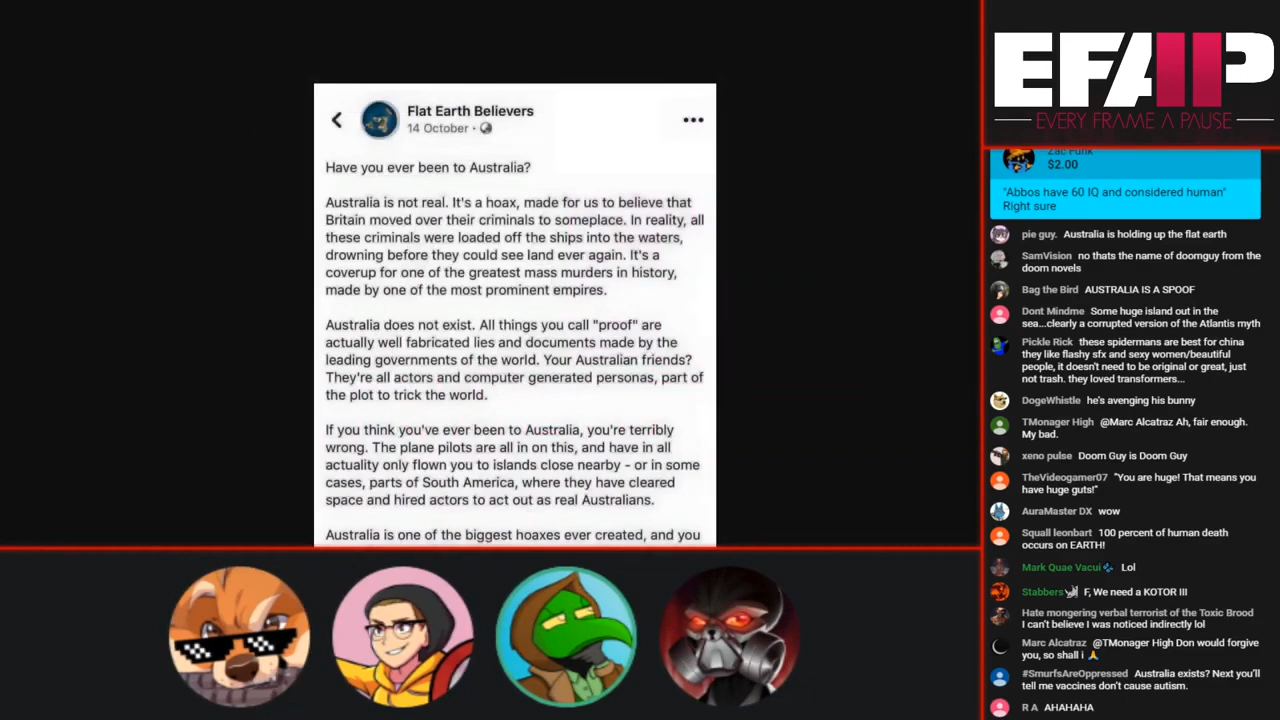 Flat Earth Believers
14 October ·
Have you ever been to Australia?
Australia is not real. It's a hoax, made for us to believe that
Britain moved over their criminals to someplace. In reality, all
these criminals were loaded off the ships into the waters,
drowning before they could see land ever again. It's a
coverup for one of the greatest mass murders in history,
made by one of the most prominent empires.
Australia does not exist. All things you call "proof" are
actually well fabricated lies and documents made by the
leading governments of the world. Your Australian friends?
They're all actors and computer generated personas, part of
the plot to trick the world.
If you think you've ever been to Australia, you're terribly
wrong. The plane pilots are all in on this, and have in all
actuality only flown you to islands close nearby - or in some
cases, parts of South America, where they have cleared
space and hired actors to act out as real Australians.
Australia is one of the biggest hoaxes ever created, and you
EFAP
EVERY FRAME A PAUSE
Zac Funk
$2.00
"Abbos have 60 IQ and considered human"
Right sure
pie guy. Australia is holding up the flat earth
SamVision no thats the name of doomguy from the
doom novels
Bag the Bird AUSTRALIA IS A SPOOF
Dont Mindme Some huge island out in the
sea...clearly a corrupted version of the Atlantis myth
Pickle Rick these spidermans are best for china
they like flashy sfx and sexy women/beautiful
people, it doesn't need to be original or great, just
not trash. they loved transformers...
DogeWhistle he's avenging his bunny
TMonager High @Marc Alcatraz Ah, fair enough.
My bad.
xeno pulse Doom Guy is Doom Guy
TheVideogamer07 "You are huge! That means you
have huge guts!"
AuraMaster DX wow
Squall leonbart 100 percent of human death
occurs on EARTH!
Mark Quae Vacui Lol
Stabbers F, We need a KOTOR III
Hate mongering verbal terrorist of the Toxic Brood
I can't believe I was noticed indirectly lol
Marc Alcatraz @TMonager High Don would forgive
you, so shall i 🙏
#SmurfsAreOppressed Australia exists? Next you'll
tell me vaccines don't cause autism.
R A AHAHAHA